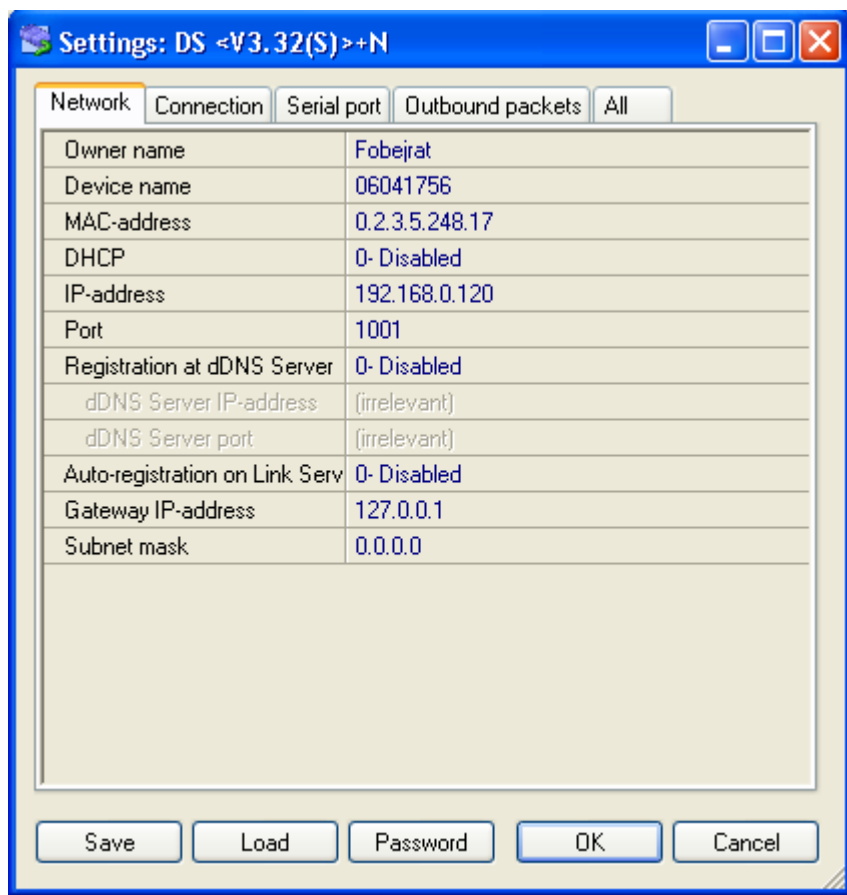 Settings: DS <V3.32(S)>+N
Network Connection Serial port Outbound packets All
Owner name Fobejrat
Device name 06041756
MAC-address 0.2.3.5.248.17
DHCP 0- Disabled
IP-address 192.168.0.120
Port 1001
Registration at dDNS Server 0- Disabled
dDNS Server IP-address (irrelevant)
dDNS Server port (irrelevant)
Auto-registration on Link Serv 0- Disabled
Gateway IP-address 127.0.0.1
Subnet mask 0.0.0.0
Save Load Password OK Cancel